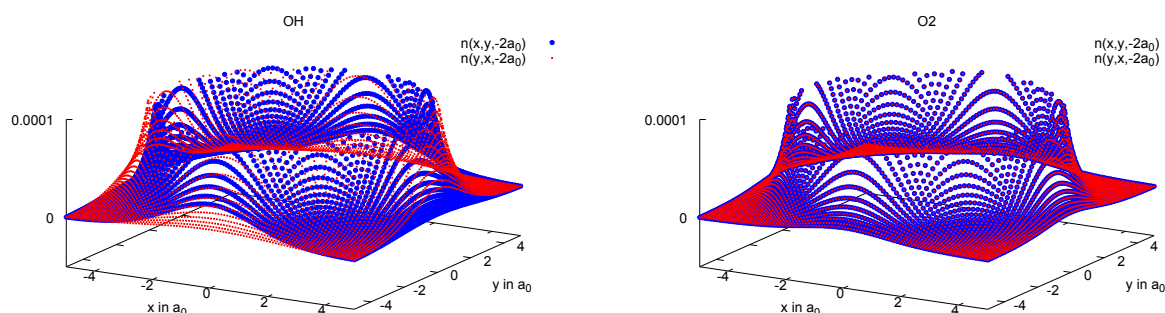 OH
n(x,y,-2a₀)
n(y,x,-2a₀)
0.0001
0
-4
-2
0
2
4
x in a₀
-4
-2
0
2
4
y in a₀
O2
n(x,y,-2a₀)
n(y,x,-2a₀)
0.0001
0
-4
-2
0
2
4
x in a₀
-4
-2
0
2
4
y in a₀